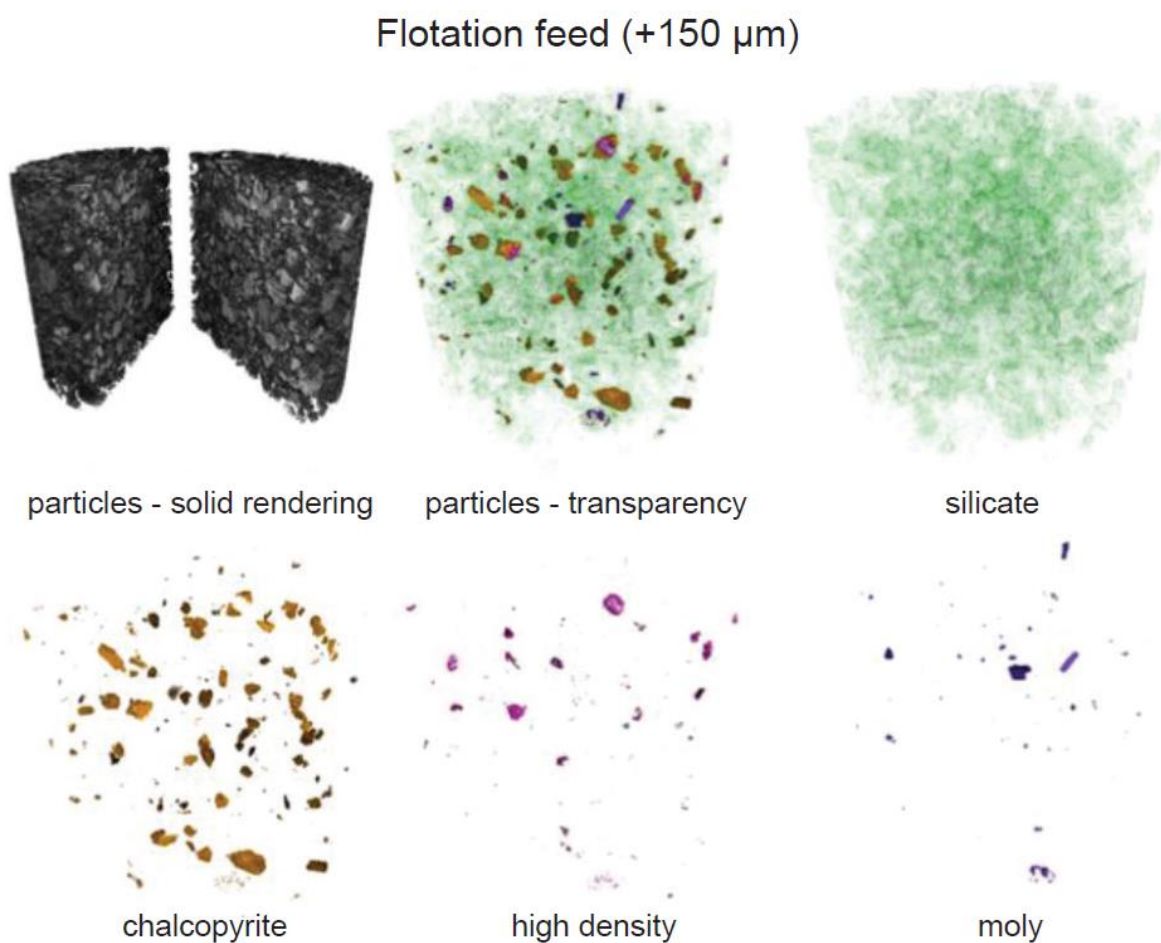 Flotation feed (+150 μm)
particles - solid rendering
particles - transparency
silicate
chalcopyrite
high density
moly